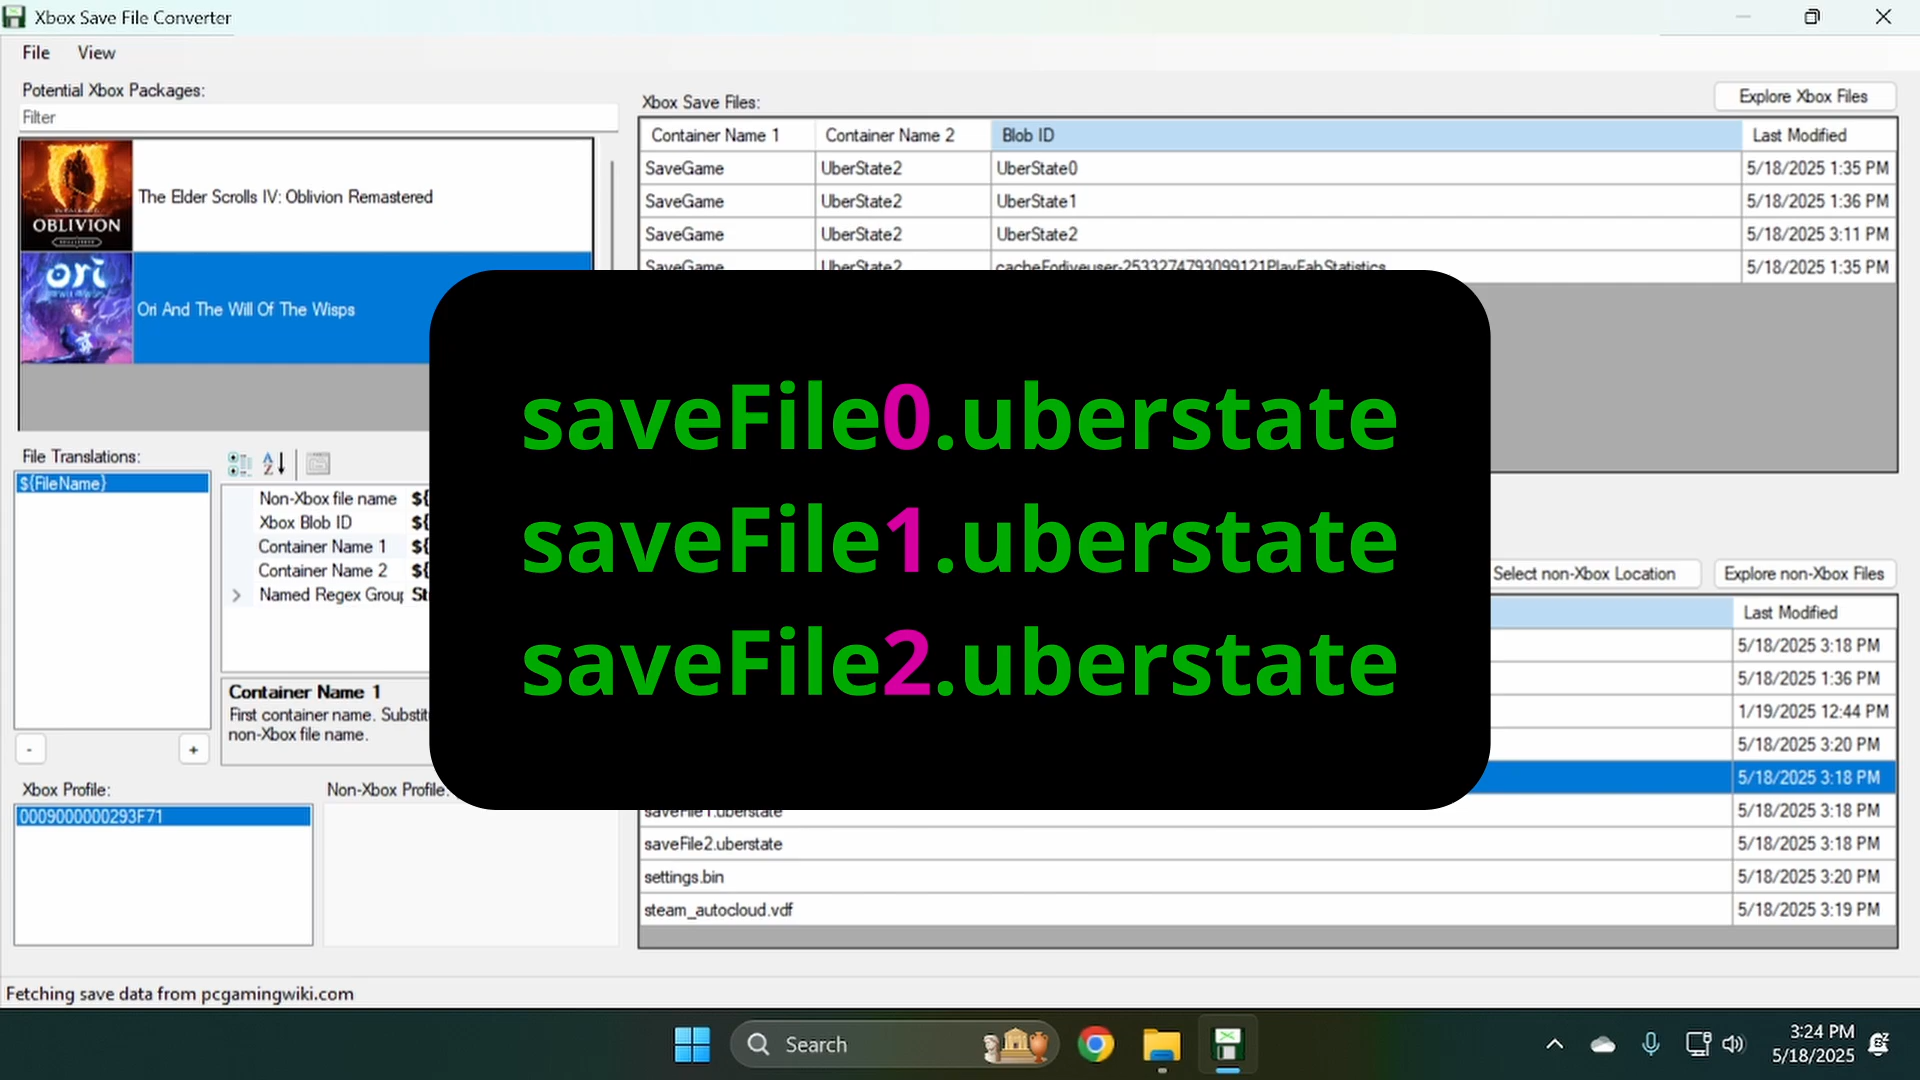 Xbox Save File Converter
File View
Potential Xbox Packages:
Filter
OBLIVION
The Elder Scrolls IV: Oblivion Remastered
ori
Ori And The Will Of The Wisps
Xbox Save Files:
Explore Xbox Files
Container Name 1 Container Name 2 Blob ID Last Modified
SaveGame UberState2 UberState0 5/18/2025 1:35 PM
SaveGame UberState2 UberState1 5/18/2025 1:36 PM
SaveGame UberState2 UberState2 5/18/2025 3:11 PM
SaveGame UberState2 5/18/2025 1:35 PM
saveFile0.uberstate
saveFile1.uberstate
saveFile2.uberstate
File Translations:
${FileName}
Non-Xbox file name ${
Xbox Blob ID ${
Container Name 1 ${
Container Name 2 ${
Named Regex Group St
Container Name 1
First container name. Substit
non-Xbox file name.
- +
Xbox Profile:
0009000000293F71
Non-Xbox Profile:
Select non-Xbox Location Explore non-Xbox Files
Last Modified
5/18/2025 3:18 PM
5/18/2025 1:36 PM
1/19/2025 12:44 PM
5/18/2025 3:20 PM
5/18/2025 3:18 PM
saveFile1.uberstate 5/18/2025 3:18 PM
saveFile2.uberstate 5/18/2025 3:18 PM
settings.bin 5/18/2025 3:20 PM
steam_autocloud.vdf 5/18/2025 3:19 PM
Fetching save data from pcgamingwiki.com
Search
3:24 PM
5/18/2025